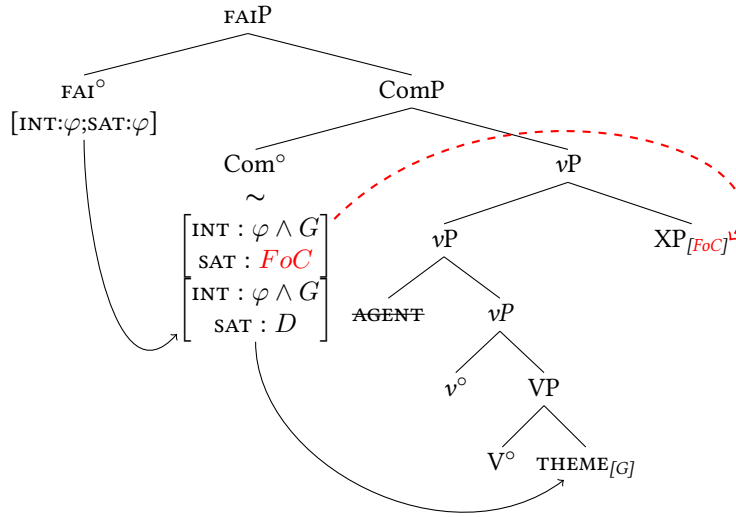 FAIP
FAI° ComP
[INT:φ;SAT:φ]
Com° vP
~
[INT : φ ∧ G
SAT : FoC]
vP XP[FoC]
[INT : φ ∧ G
SAT : D]
AGENT vP
v° VP
V° THEME[G]